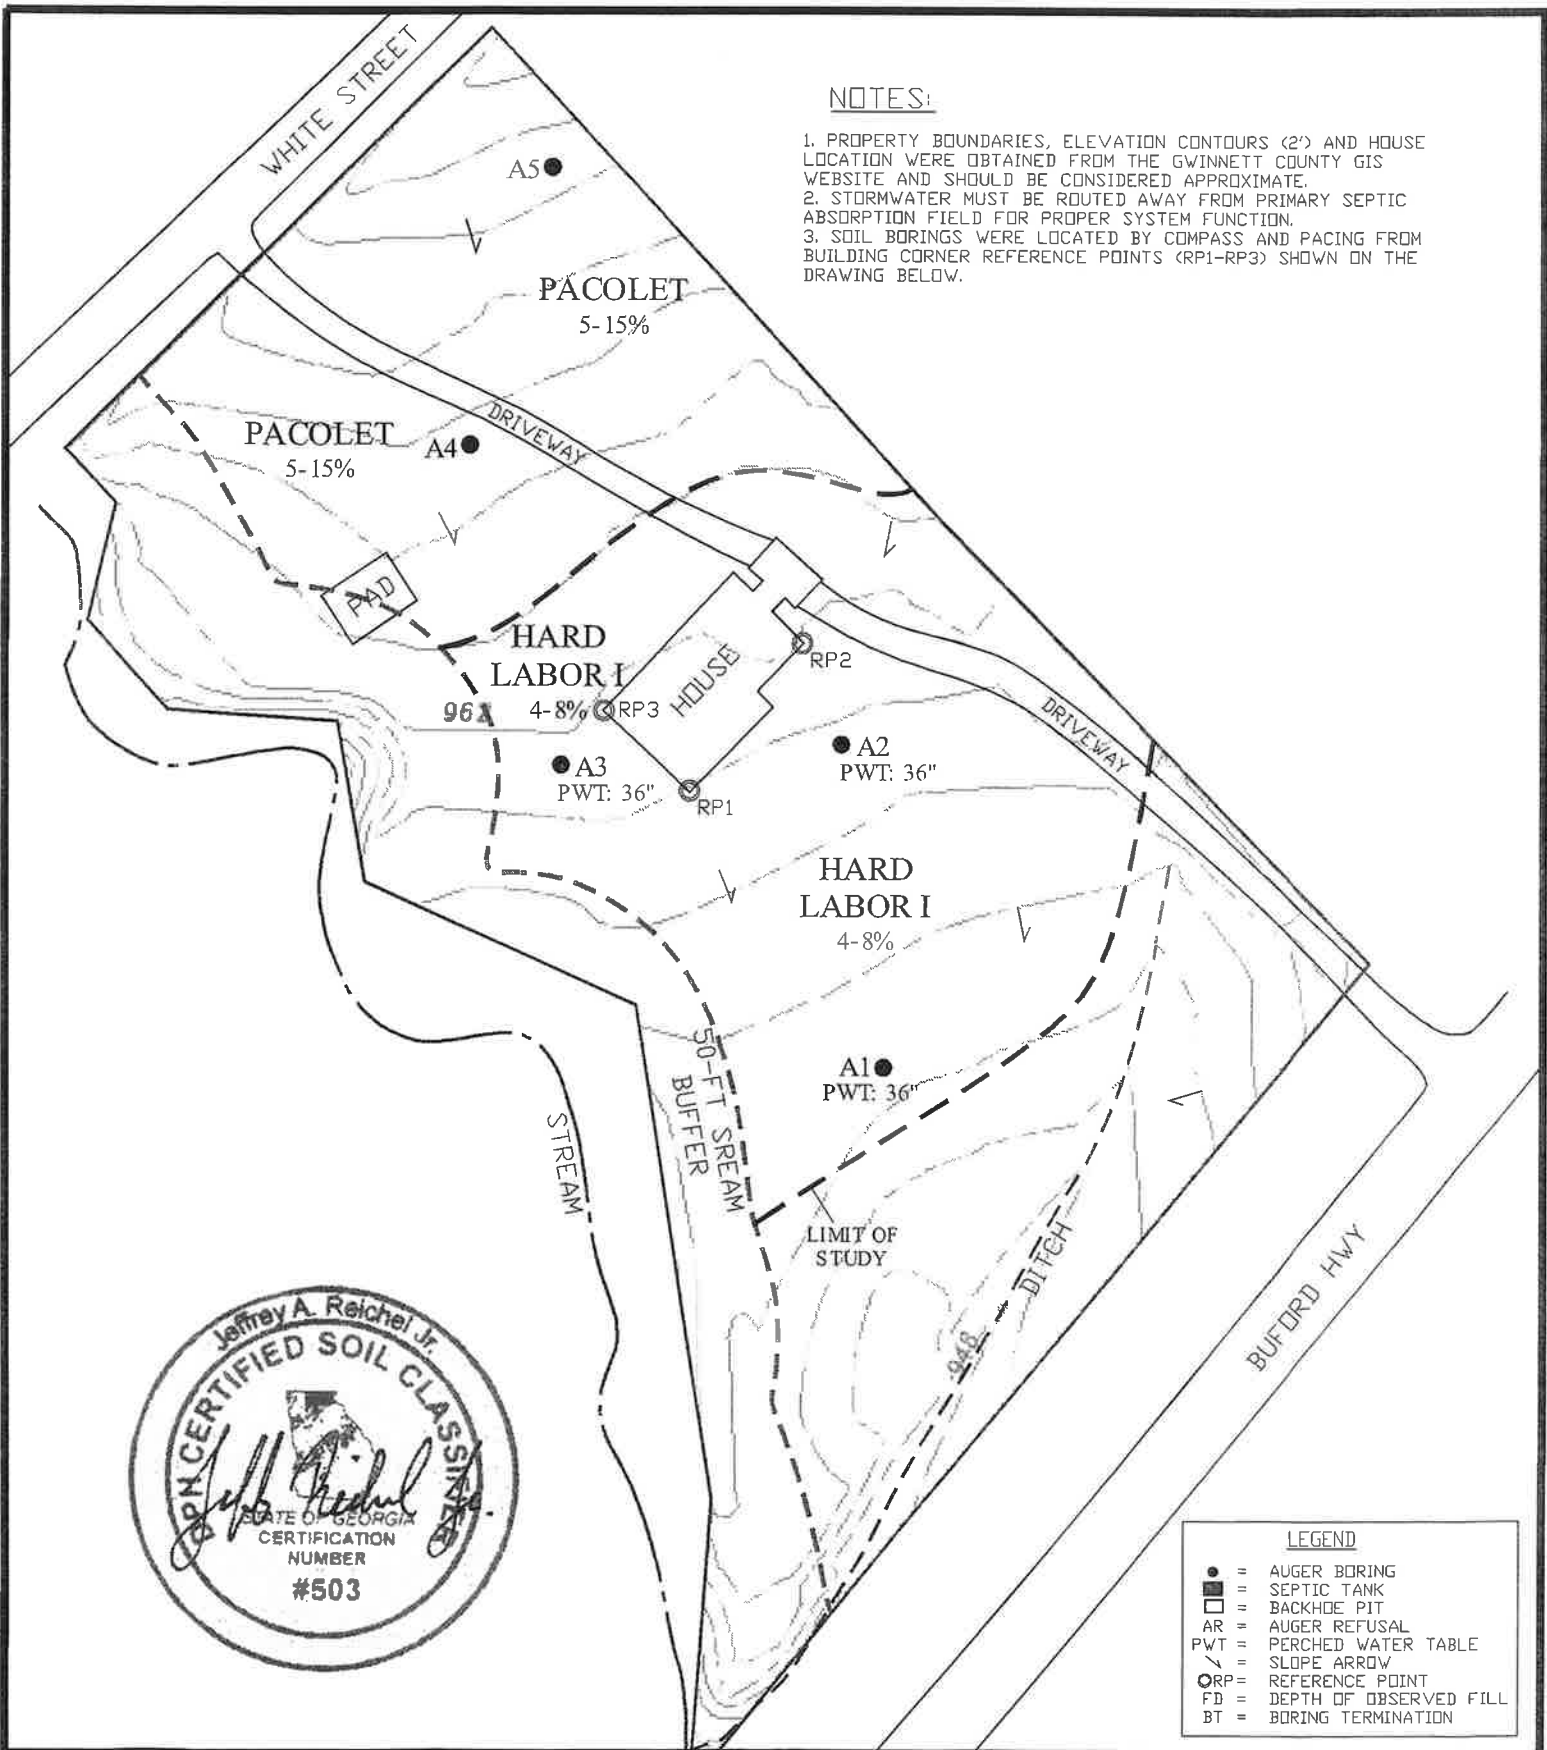 WHITE STREET
NOTES:
1. PROPERTY BOUNDARIES, ELEVATION CONTOURS (2') AND HOUSE
LOCATION WERE OBTAINED FROM THE GWINNETT COUNTY GIS
WEBSITE AND SHOULD BE CONSIDERED APPROXIMATE.
2. STORMWATER MUST BE ROUTED AWAY FROM PRIMARY SEPTIC
ABSORPTION FIELD FOR PROPER SYSTEM FUNCTION.
3. SOIL BORINGS WERE LOCATED BY COMPASS AND PACING FROM
BUILDING CORNER REFERENCE POINTS (RP1-RP3) SHOWN ON THE
DRAWING BELOW.
A5
PACOLET
5-15%
PACOLET
5-15%
A4
DRIVEWAY
PAD
HARD
LABOR I
4-8%
RP3
HOUSE
RP2
DRIVEWAY
A3
PWT: 36"
RP1
A2
PWT: 36"
HARD
LABOR I
4-8%
A1
PWT: 36"
50-FT SREAM
BUFFER
STREAM
LIMIT OF
STUDY
DITCH
948
BUFORD HWY
Jeffrey A. Reichel Jr.
DPH CERTIFIED SOIL CLASSIFIER
STATE OF GEORGIA
CERTIFICATION
NUMBER
#503
LEGEND
= AUGER BORING
= SEPTIC TANK
= BACKHOE PIT
AR = AUGER REFUSAL
PWT = PERCHED WATER TABLE
= SLOPE ARROW
RP= REFERENCE POINT
FD = DEPTH OF OBSERVED FILL
BT = BORING TERMINATION